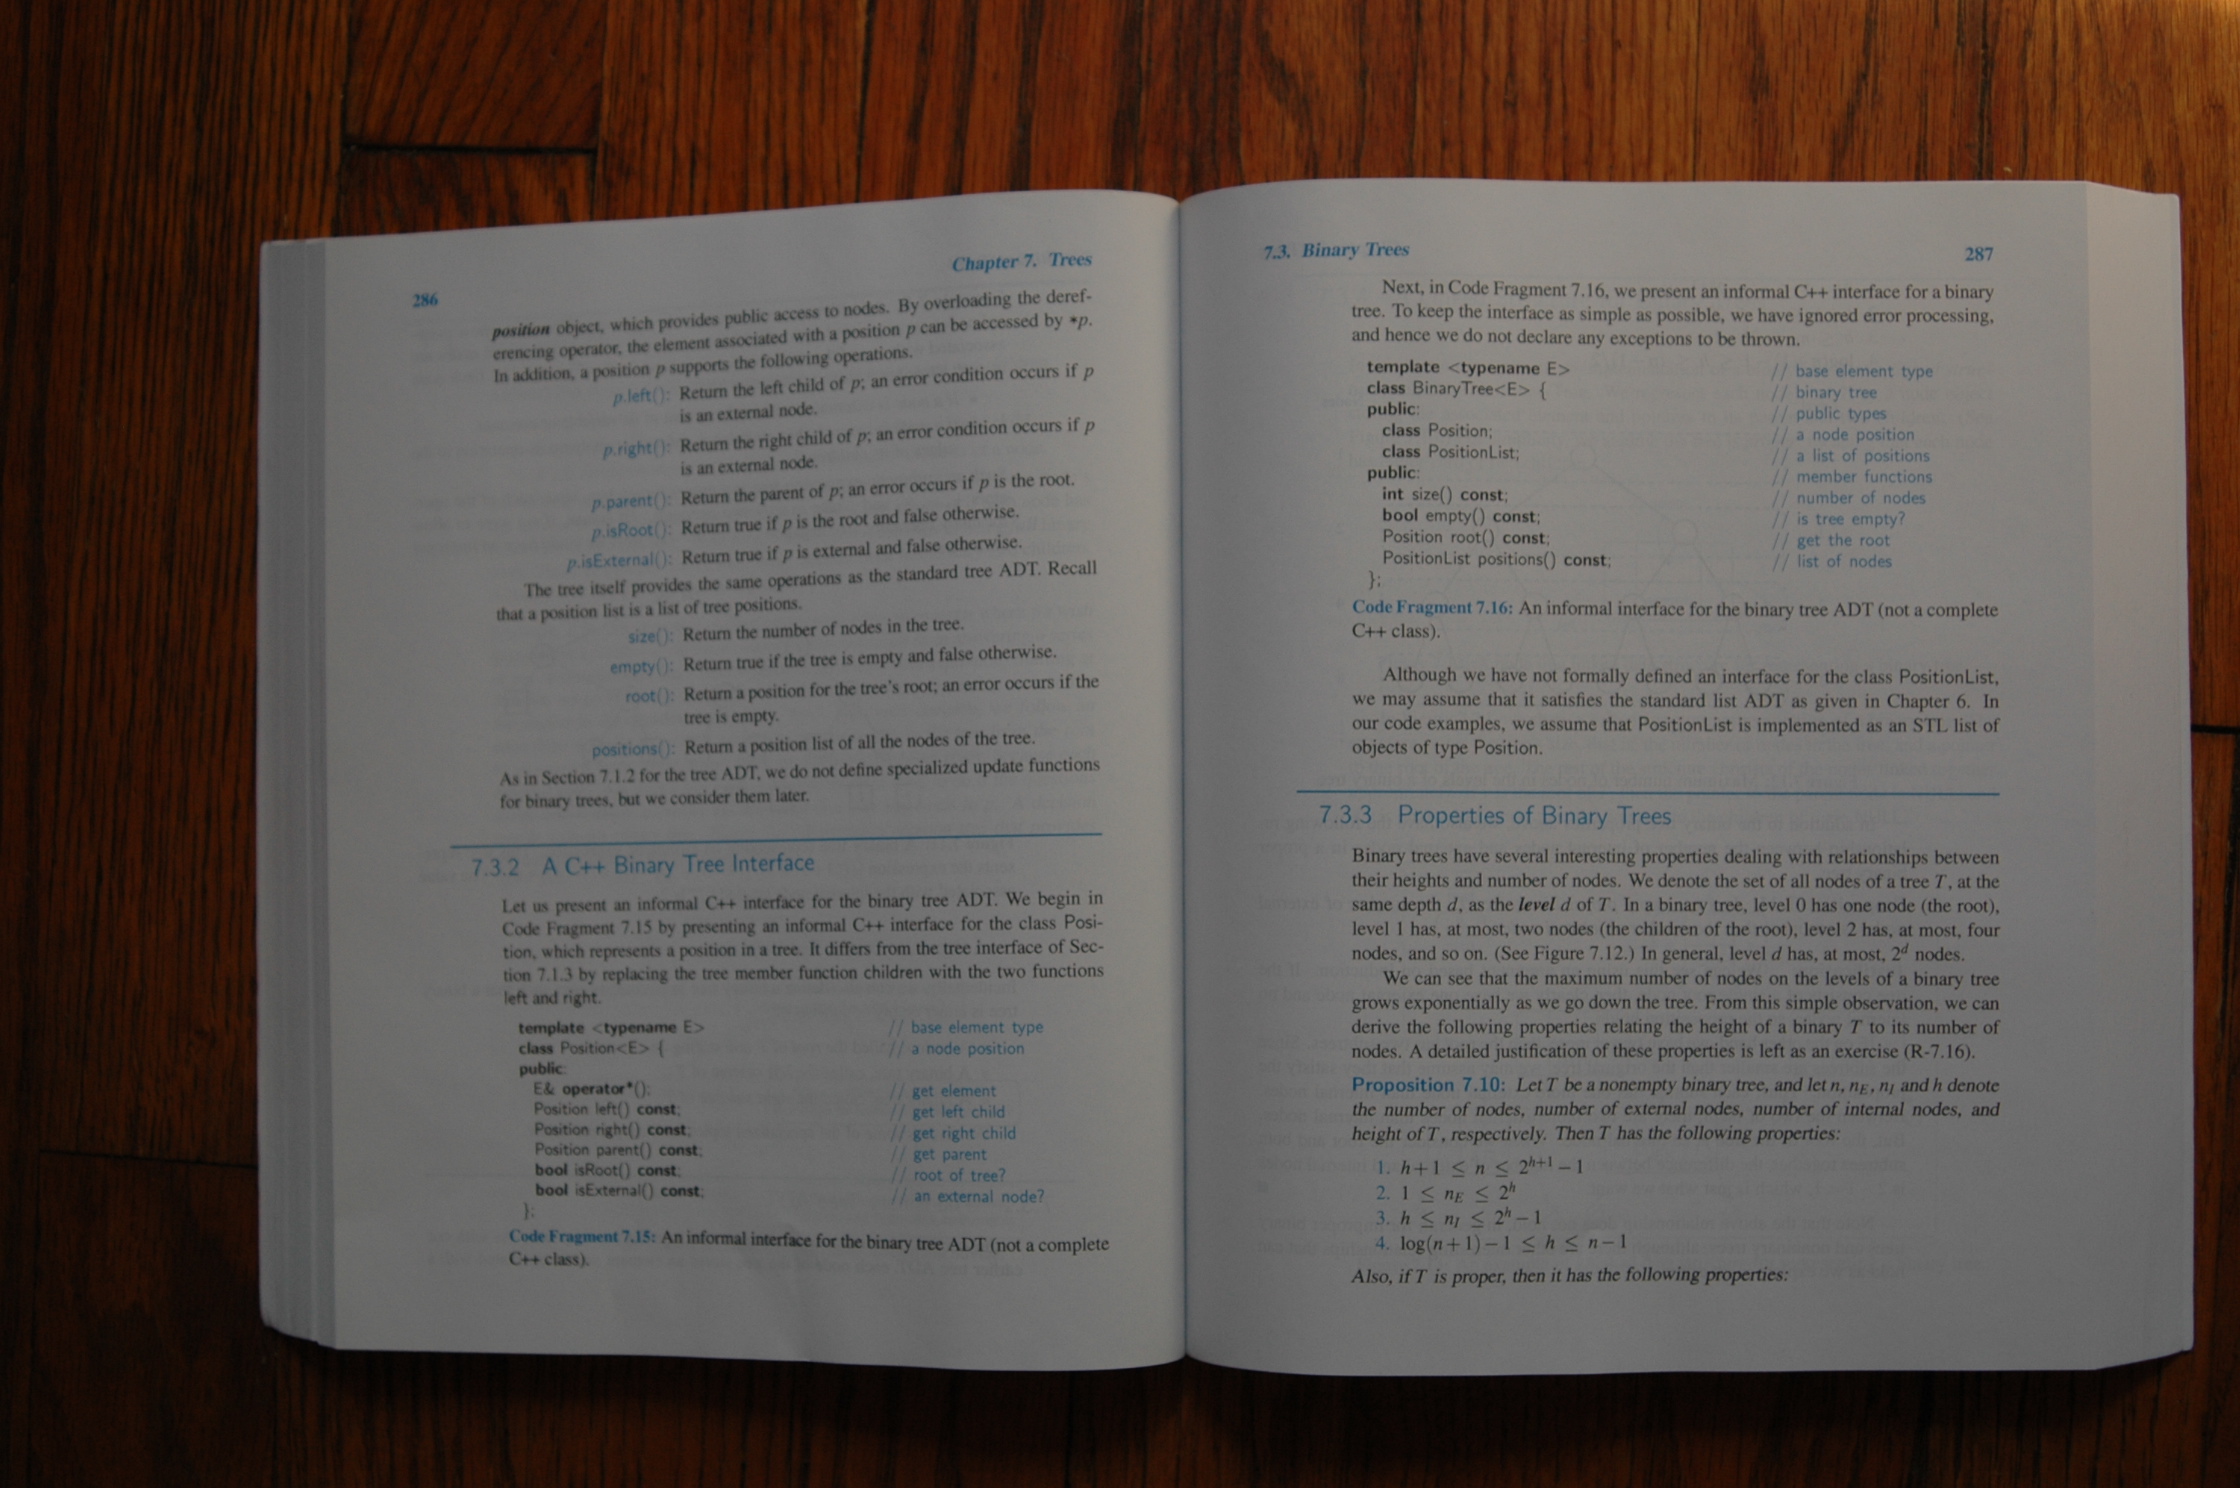 286
Chapter 7. Trees
position object, which provides public access to nodes. By overloading the deref-
erencing operator, the element associated with a position p can be accessed by *p.
In addition, a position p supports the following operations.
p.left(): Return the left child of p; an error condition occurs if p
is an external node.
p.right(): Return the right child of p; an error condition occurs if p
is an external node.
p.parent(): Return the parent of p; an error occurs if p is the root.
p.isRoot(): Return true if p is the root and false otherwise.
p.isExternal(): Return true if p is external and false otherwise.
The tree itself provides the same operations as the standard tree ADT. Recall
that a position list is a list of tree positions.
size(): Return the number of nodes in the tree.
empty(): Return true if the tree is empty and false otherwise.
root(): Return a position for the tree's root; an error occurs if the
tree is empty.
positions(): Return a position list of all the nodes of the tree.
As in Section 7.1.2 for the tree ADT, we do not define specialized update functions
for binary trees, but we consider them later.
7.3.2 A C++ Binary Tree Interface
Let us present an informal C++ interface for the binary tree ADT. We begin in
Code Fragment 7.15 by presenting an informal C++ interface for the class Posi-
tion, which represents a position in a tree. It differs from the tree interface of Sec-
tion 7.1.3 by replacing the tree member function children with the two functions
left and right.
template <typename E> // base element type
class Position<E> { // a node position
public:
E& operator*(); // get element
Position left() const; // get left child
Position right() const; // get right child
Position parent() const; // get parent
bool isRoot() const; // root of tree?
bool isExternal() const; // an external node?
};
Code Fragment 7.15: An informal interface for the binary tree ADT (not a complete
C++ class).
7.3. Binary Trees
287
Next, in Code Fragment 7.16, we present an informal C++ interface for a binary
tree. To keep the interface as simple as possible, we have ignored error processing,
and hence we do not declare any exceptions to be thrown.
template <typename E> // base element type
class BinaryTree<E> { // binary tree
public: // public types
class Position; // a node position
class PositionList; // a list of positions
public: // member functions
int size() const; // number of nodes
bool empty() const; // is tree empty?
Position root() const; // get the root
PositionList positions() const; // list of nodes
};
Code Fragment 7.16: An informal interface for the binary tree ADT (not a complete
C++ class).
Although we have not formally defined an interface for the class PositionList,
we may assume that it satisfies the standard list ADT as given in Chapter 6. In
our code examples, we assume that PositionList is implemented as an STL list of
objects of type Position.
7.3.3 Properties of Binary Trees
Binary trees have several interesting properties dealing with relationships between
their heights and number of nodes. We denote the set of all nodes of a tree T, at the
same depth d, as the level d of T. In a binary tree, level 0 has one node (the root),
level 1 has, at most, two nodes (the children of the root), level 2 has, at most, four
nodes, and so on. (See Figure 7.12.) In general, level d has, at most, 2^d nodes.
We can see that the maximum number of nodes on the levels of a binary tree
grows exponentially as we go down the tree. From this simple observation, we can
derive the following properties relating the height of a binary T to its number of
nodes. A detailed justification of these properties is left as an exercise (R-7.16).
Proposition 7.10: Let T be a nonempty binary tree, and let n, n_E, n_I and h denote
the number of nodes, number of external nodes, number of internal nodes, and
height of T, respectively. Then T has the following properties:
1. h+1 ≤ n ≤ 2^{h+1}−1
2. 1 ≤ n_E ≤ 2^h
3. h ≤ n_I ≤ 2^h−1
4. log(n+1)−1 ≤ h ≤ n−1
Also, if T is proper, then it has the following properties: